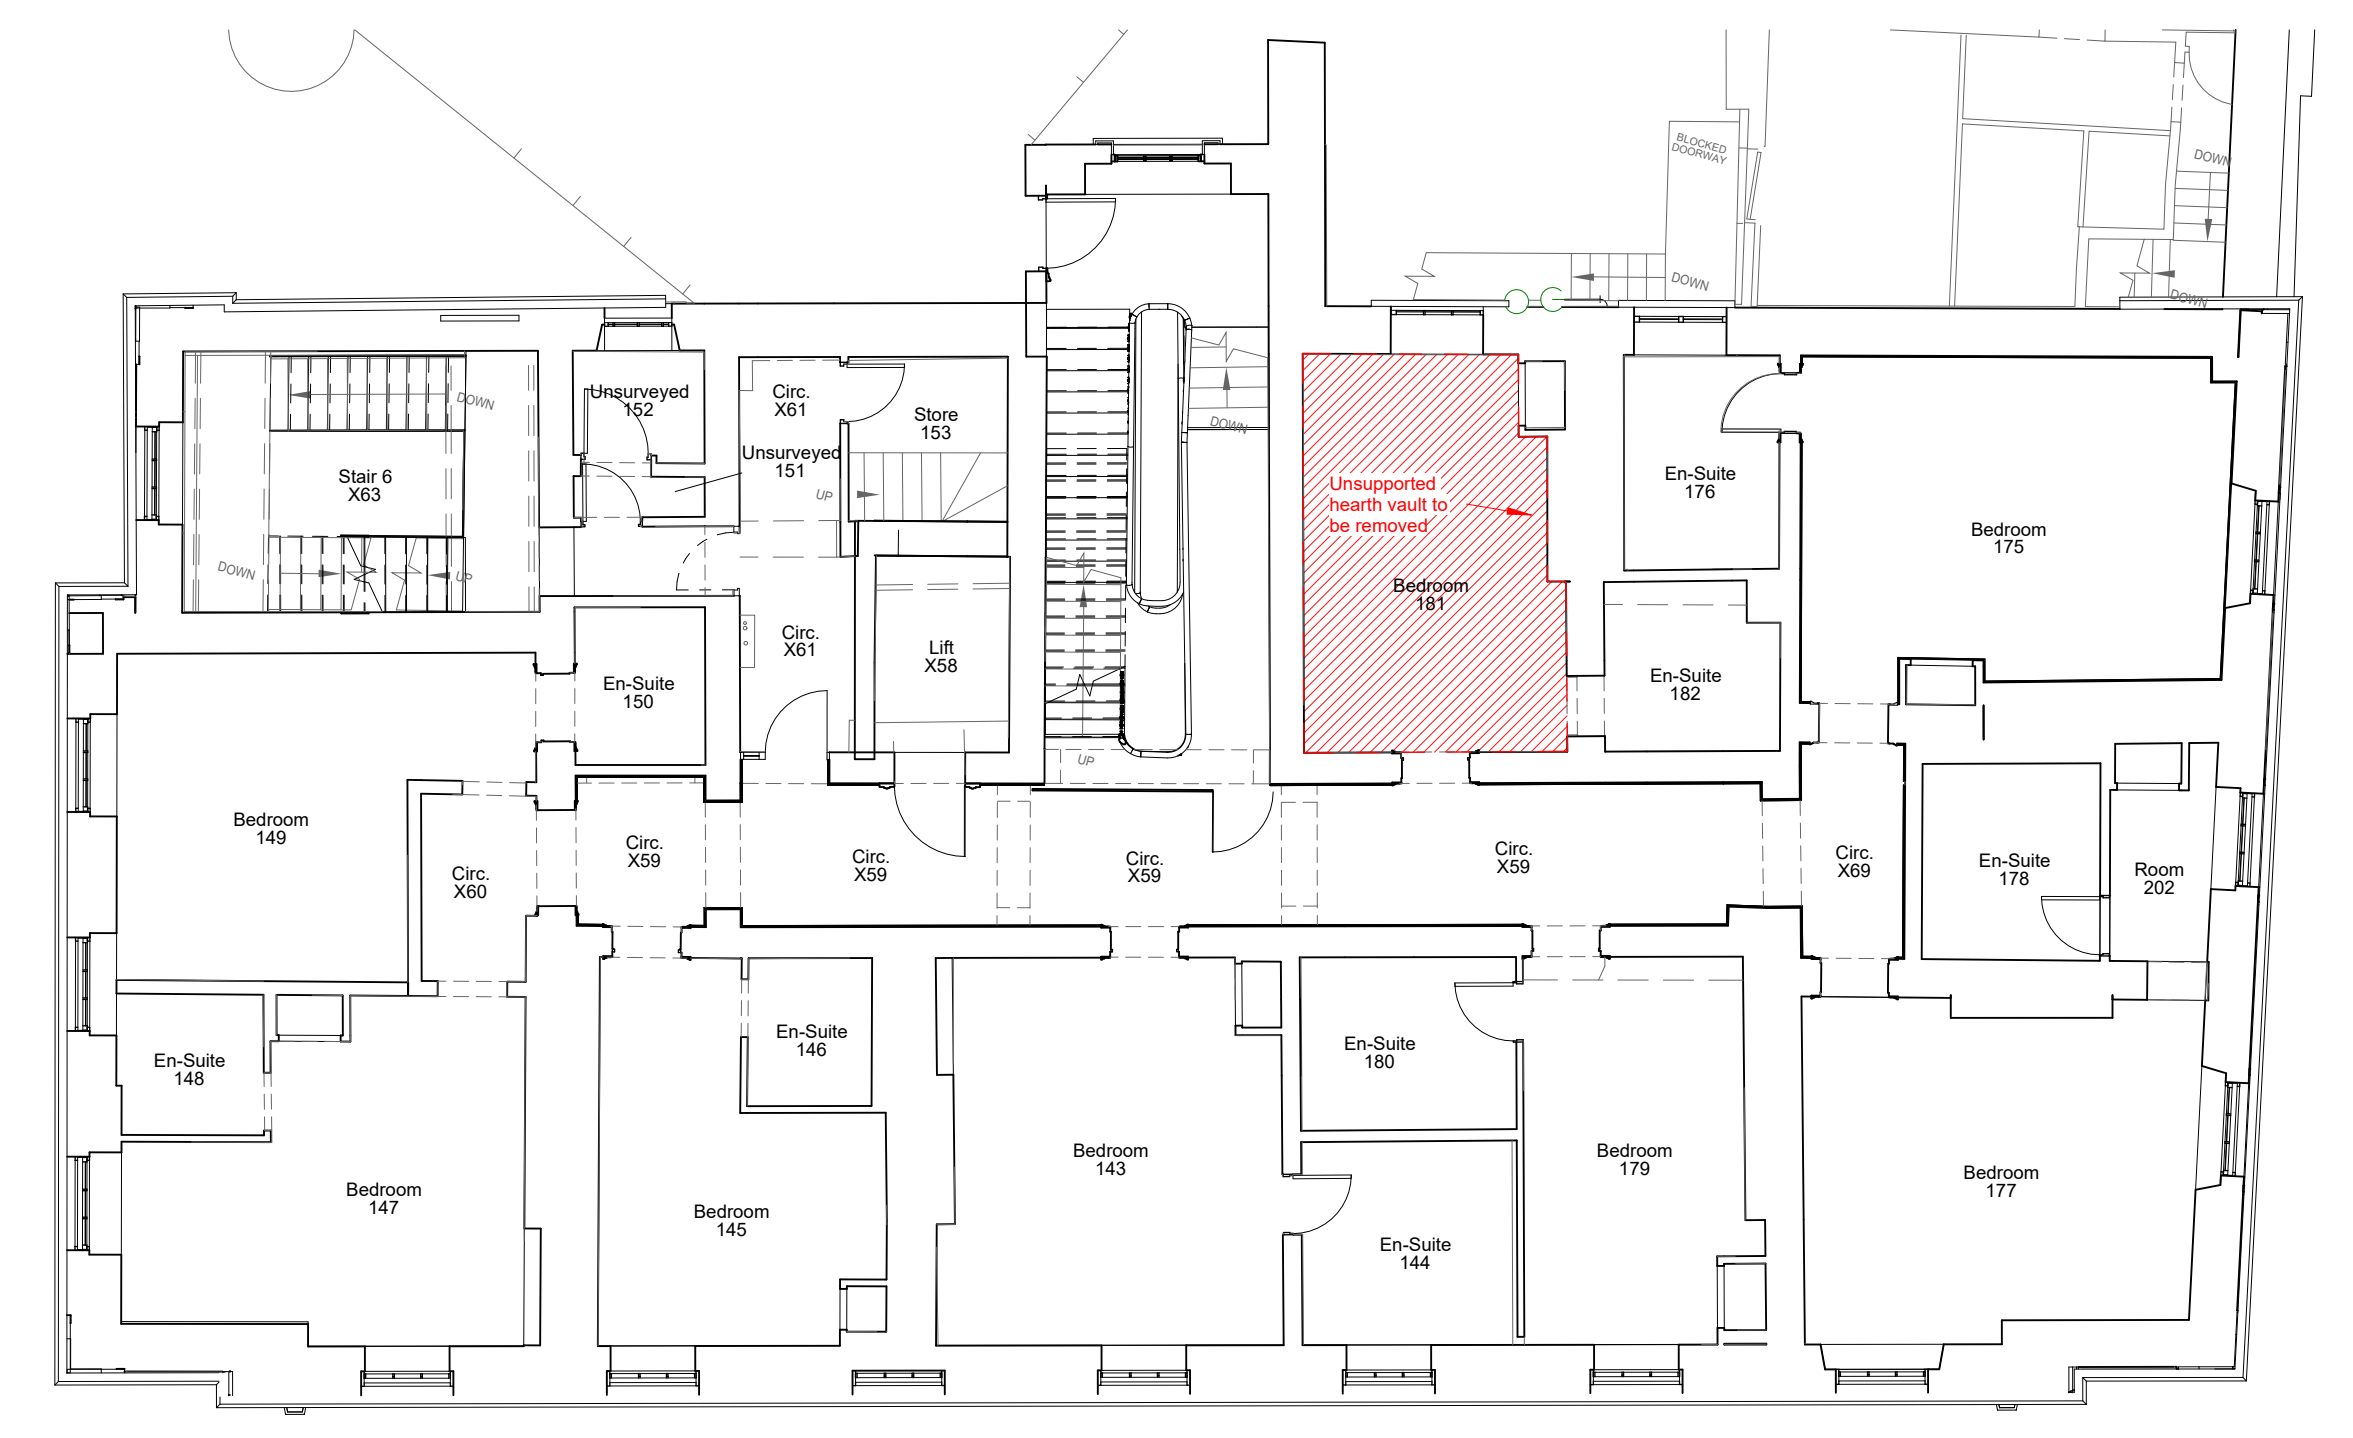 BLOCKED
DOORWAY
DOWN
DOWN
DOWN
DOWN
Unsurveyed
152
Circ.
X61
Store
153
DOWN
Unsurveyed
151
UP
Stair 6
X63
DOWN
UP
DOWN
Unsupported
hearth vault to
be removed
En-Suite
176
Bedroom
175
Bedroom
181
Circ.
X61
Lift
X58
En-Suite
150
En-Suite
182
UP
Bedroom
149
Circ.
X60
Circ.
X59
Circ.
X59
Circ.
X59
Circ.
X59
Circ.
X69
En-Suite
178
Room
202
En-Suite
148
En-Suite
146
En-Suite
180
Bedroom
147
Bedroom
145
Bedroom
143
En-Suite
144
Bedroom
179
Bedroom
177